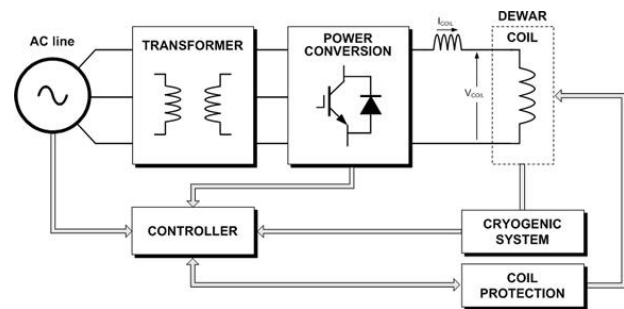 AC line
TRANSFORMER
POWER
CONVERSION
ICOIL
VCOIL
DEWAR
COIL
CONTROLLER
CRYOGENIC
SYSTEM
COIL
PROTECTION